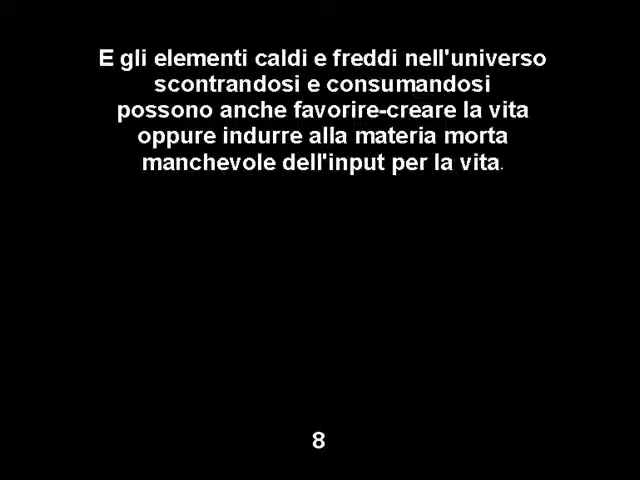 E gli elementi caldi e freddi nell'universo
scontrandosi e consumandosi
possono anche favorire-creare la vita
oppure indurre alla materia morta
manchevole dell'input per la vita.
8